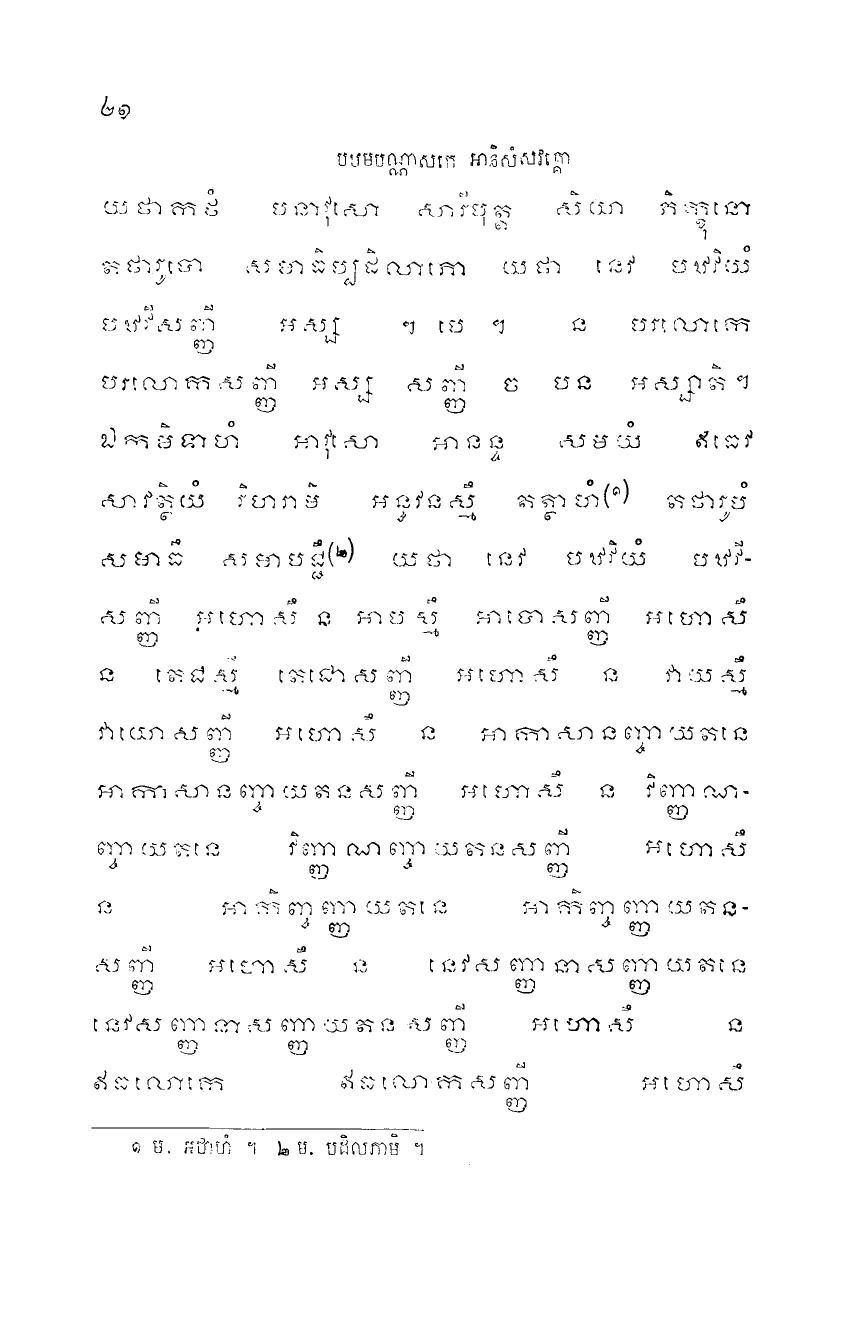 ២១
បឋមបណ្ណាសកេ អានិសំសវគ្គោ
យថាកថំ បនាវុសោ សារីបុត្ត សិយា ភិក្ខុនោ
តថារូបោ សមាធិប្បដិលាភោ យថា នេវ បឋវិយំ
បឋវីសញ្ញី អស្ស ។ បេ ។ ន បរលោកេ
បរលោកសញ្ញី អស្ស សញ្ញី ច បន អស្សាតិ។
ឯកមិទាហំ អាវុសោ អានន្ទ សមយំ ឥធេវ
សាវត្ថិយំ វិហរាមិ អន្ធវនស្មឹ តត្ថាហំ(១) តថារូបំ
សមាធឹ សមាបជ្ជឹ(២) យថា នេវ បឋវិយំ បឋវី-
សញ្ញី អហោសឹ ន អាបស្មំ អាបោសញ្ញី អហោសឹ
ន តេជស្មឹ តេជោសញ្ញី អហោសឹ ន វាយស្មឹ
វាយោសញ្ញី អហោសឹ ន អាកាសានញ្ចាយតនេ
អាកាសានញ្ចាយតនសញ្ញី អហោសឹ ន វិញ្ញាណ-
ញ្ចាយតនេ វិញ្ញាណញ្ចាយតនសញ្ញី អហោសឹ
ន អាកិញ្ចញ្ញាយតនេ អាកិញ្ចញ្ញាយតន-
សញ្ញី អហោសឹ ន នេវសញ្ញានាសញ្ញាយតនេ
នេវសញ្ញានាសញ្ញាយតនសញ្ញី អហោសឹ ន
ឥធលោកេ ឥធលោកសញ្ញី អហោសឹ
១ ម. អថាហំ ។ ២ ម. បដិលភាមិ ។